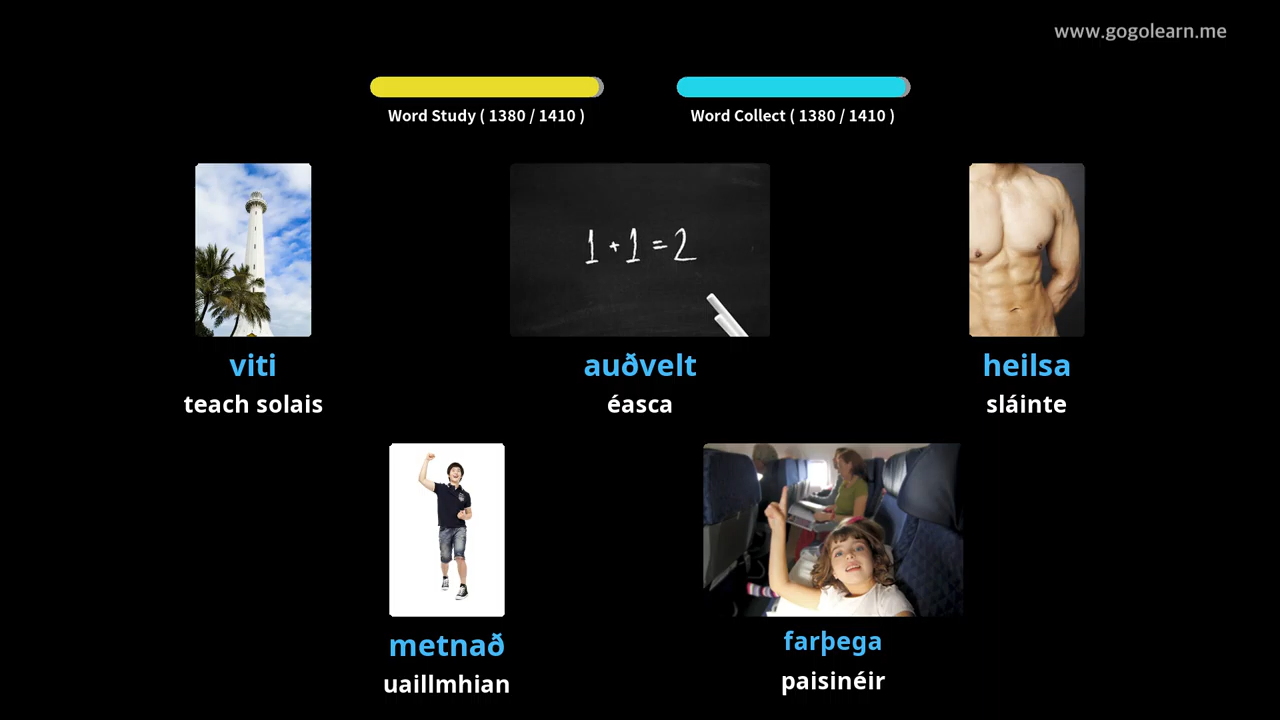 www.gogolearn.me
Word Study ( 1380 / 1410 )
Word Collect ( 1380 / 1410 )
1 + 1 = 2
viti
teach solais
auðvelt
éasca
heilsa
sláinte
metnað
uaillmhian
farþega
paisinéir